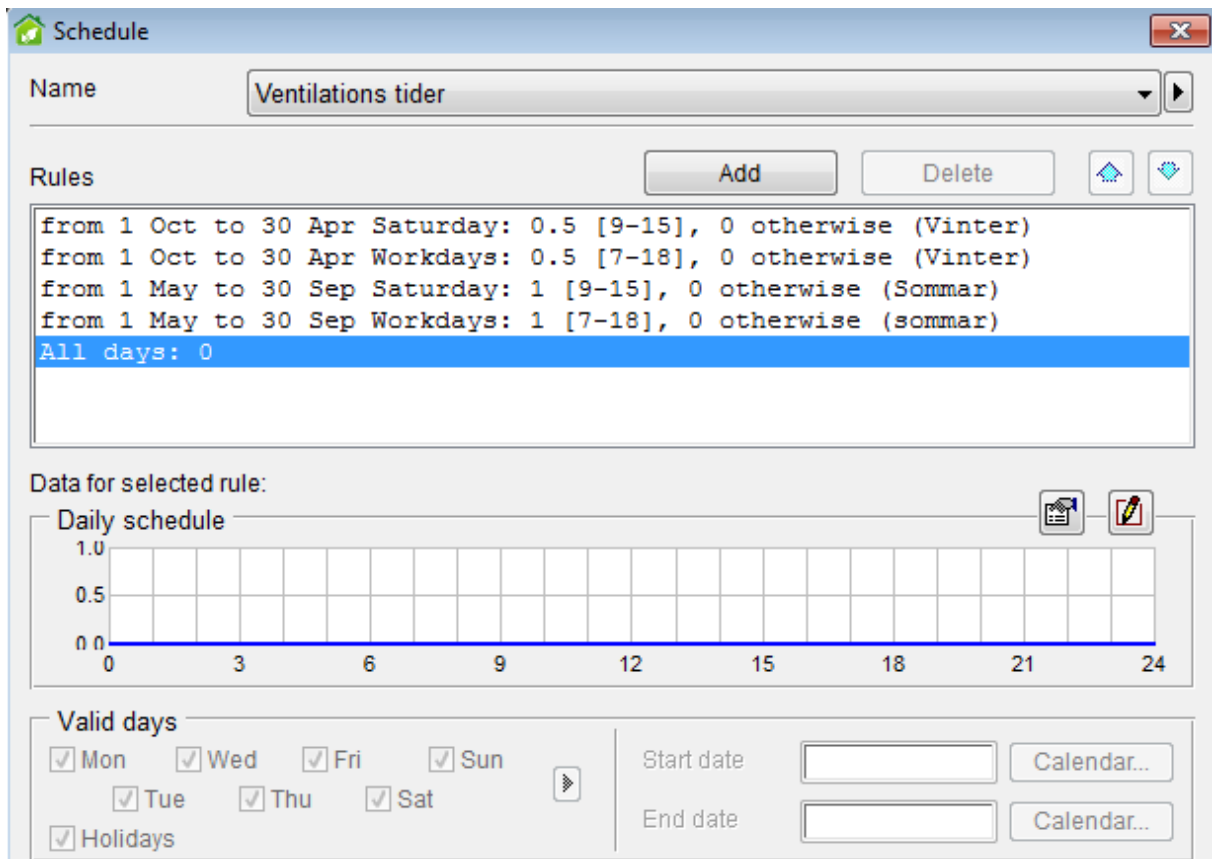 Schedule
Name Ventilations tider
Rules Add Delete
from 1 Oct to 30 Apr Saturday: 0.5 [9-15], 0 otherwise (Vinter)
from 1 Oct to 30 Apr Workdays: 0.5 [7-18], 0 otherwise (Vinter)
from 1 May to 30 Sep Saturday: 1 [9-15], 0 otherwise (Sommar)
from 1 May to 30 Sep Workdays: 1 [7-18], 0 otherwise (sommar)
All days: 0
Data for selected rule:
Daily schedule
1.0
0.5
0.0
0 3 6 9 12 15 18 21 24
Valid days
Mon Wed Fri Sun
Tue Thu Sat
Holidays
Start date Calendar...
End date Calendar...